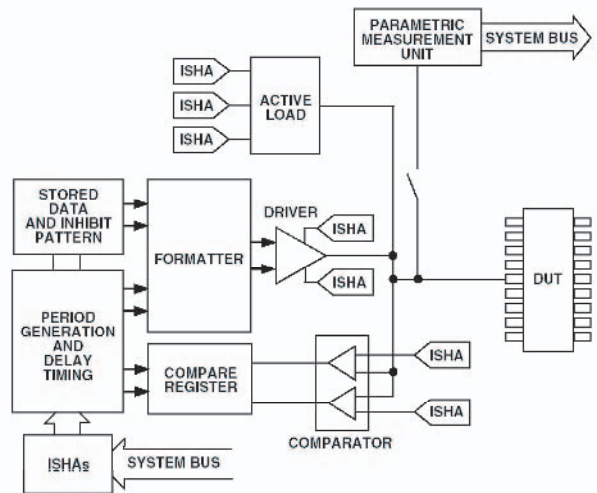 PARAMETRIC
MEASUREMENT
UNIT
SYSTEM BUS
ISHA
ISHA
ISHA
ACTIVE
LOAD
STORED
DATA
AND INHIBIT
PATTERN
FORMATTER
DRIVER
ISHA
ISHA
DUT
PERIOD
GENERATION
AND
DELAY
TIMING
COMPARE
REGISTER
ISHA
ISHA
COMPARATOR
ISHAs
SYSTEM BUS